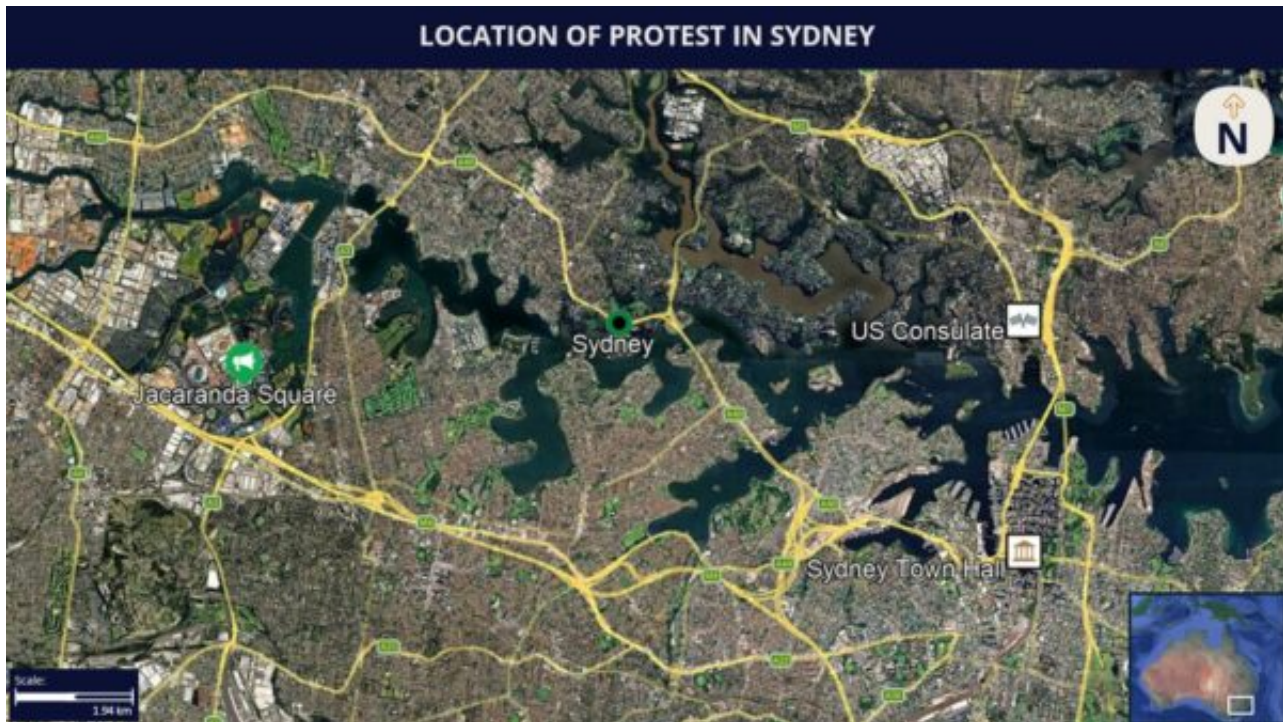 LOCATION OF PROTEST IN SYDNEY
N
US Consulate
Sydney
Jacaranda Square
Sydney Town Hall
Scale:
1.94 km